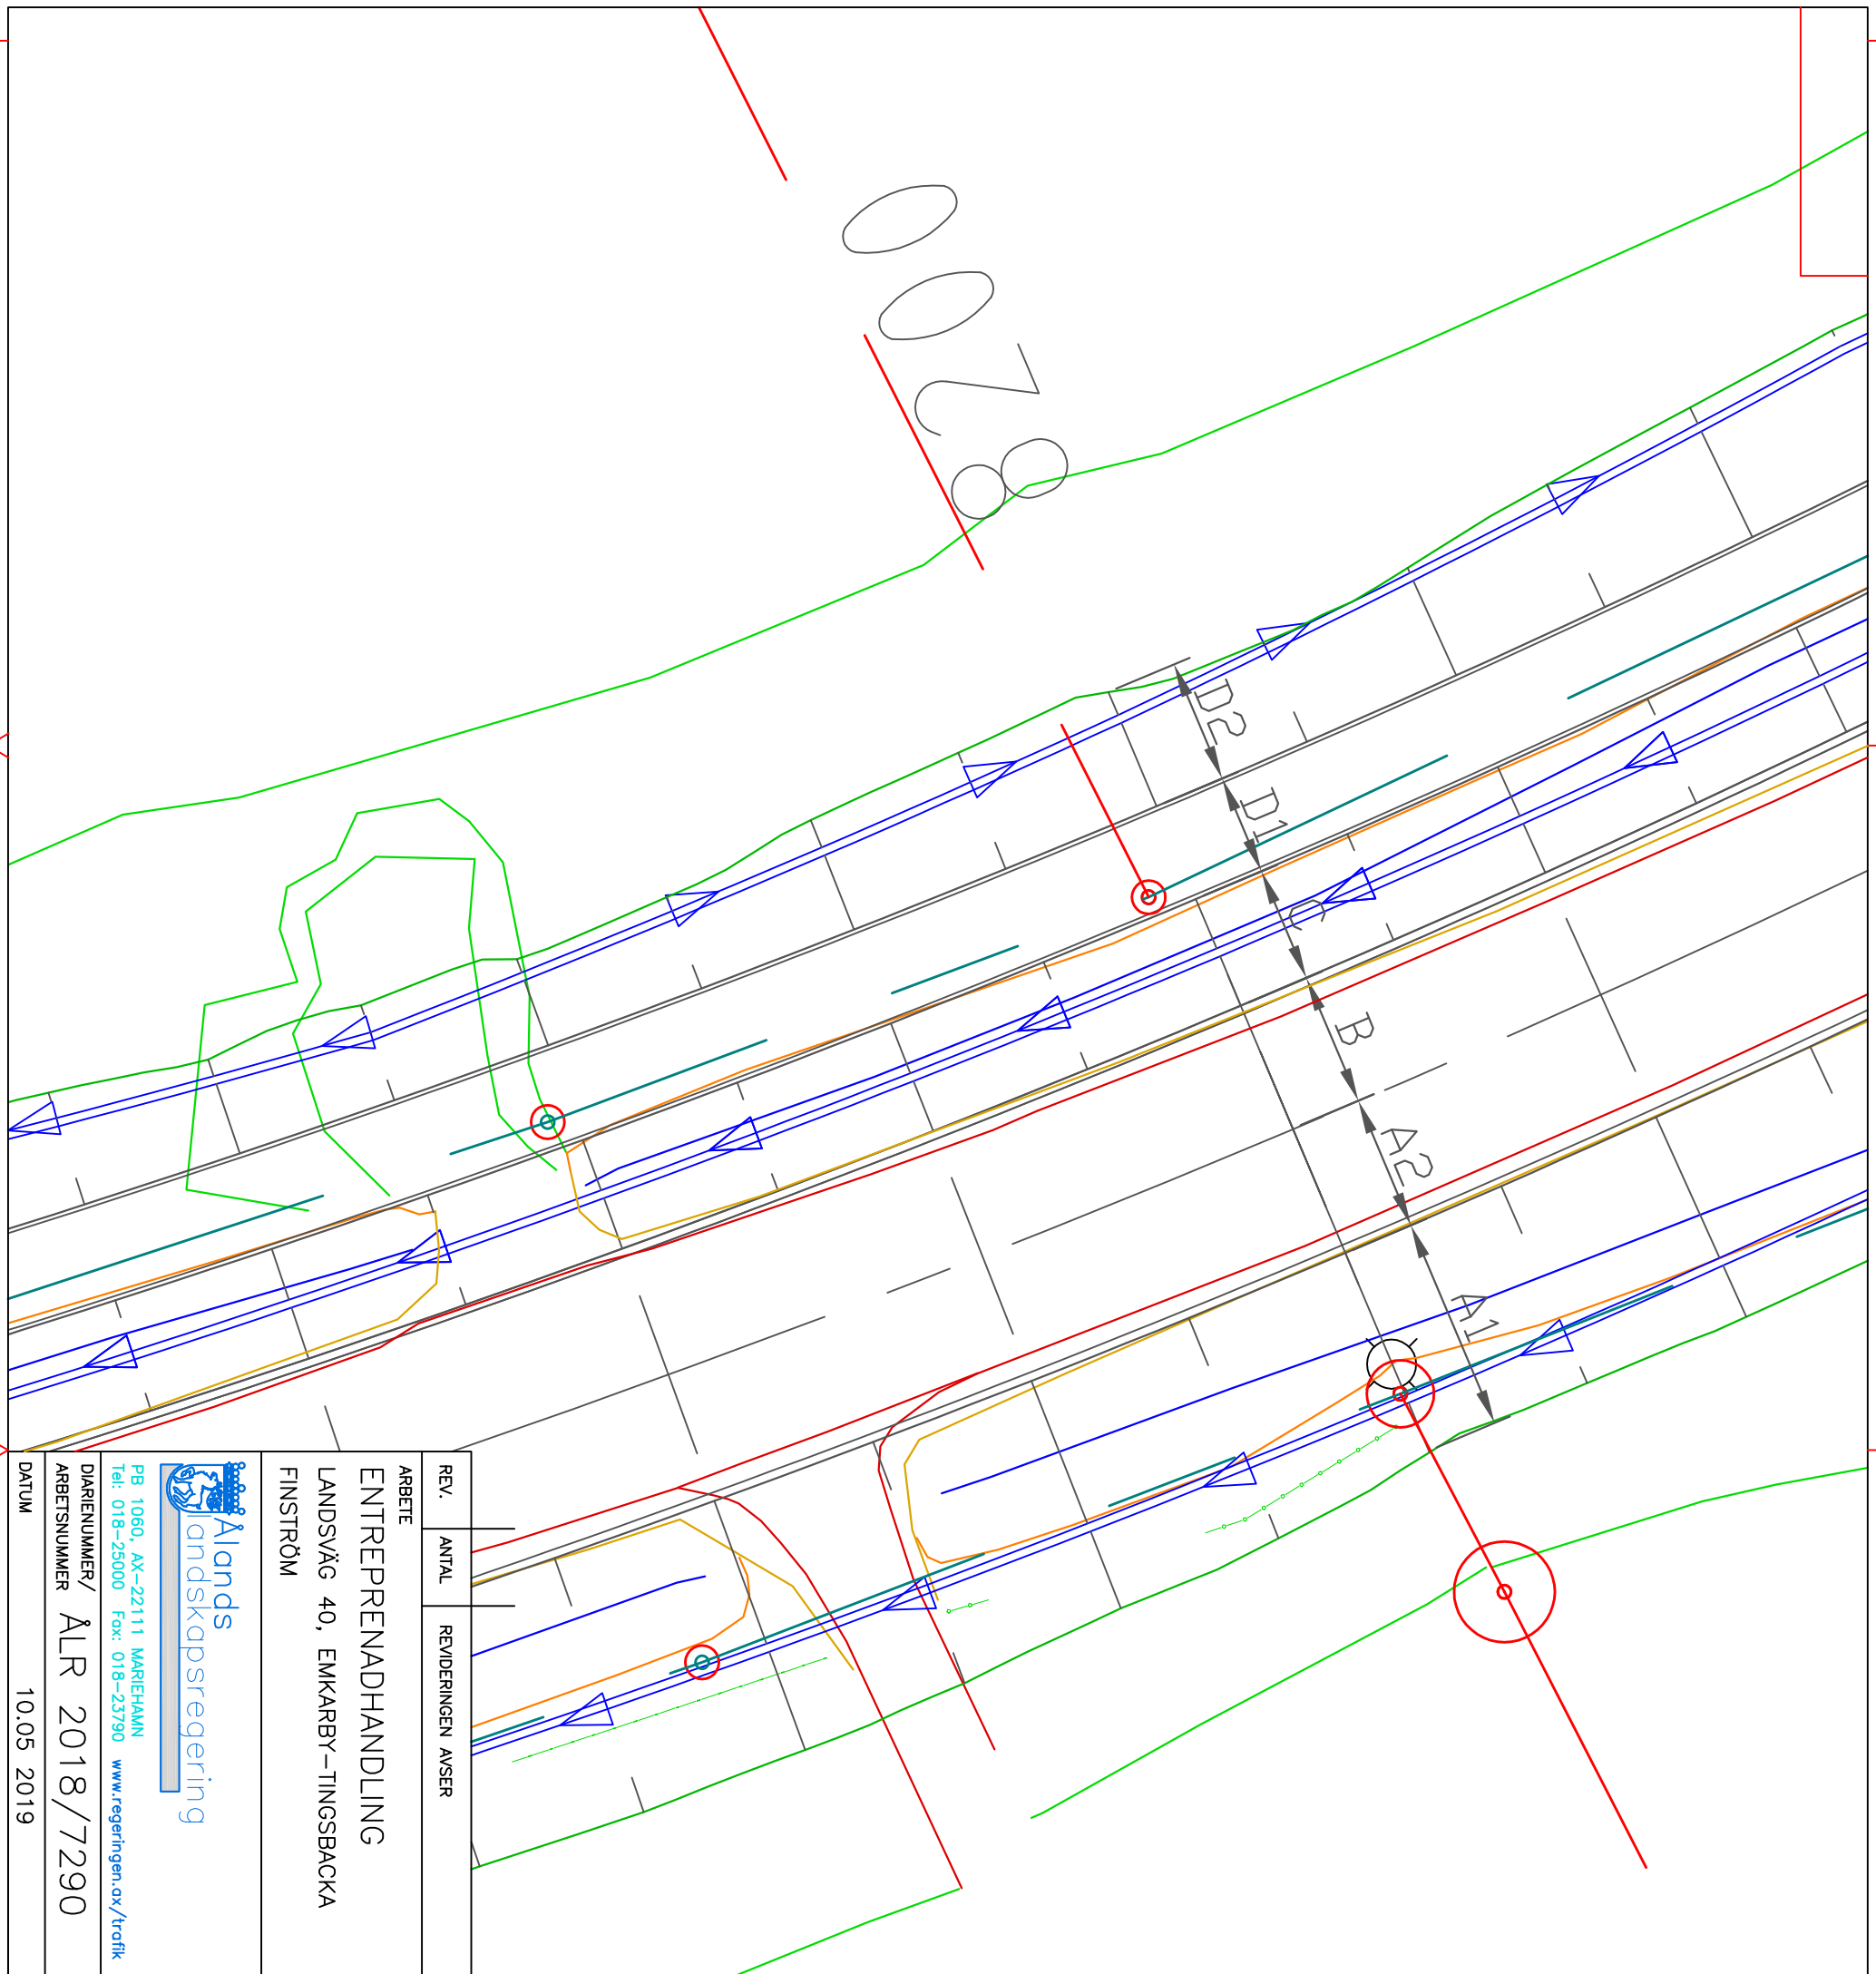 8200
D2
D1
C
B
A2
A1
REV.
ANTAL
REVIDERINGEN AVSER
ARBETE
ENTREPRENADHANDLING
LANDSVÄG 40, EMKARBY-TINGSBACKA
FINSTRÖM
Ålands
landskapsregering
PB 1060, AX-22111 MARIEHAMN
Tel: 018-25000 Fax: 018-23790 www.regeringen.ax/trafik
DIARIENUMMER/
ARBETSNUMMER ÅLR 2018/7290
DATUM 10.05 2019